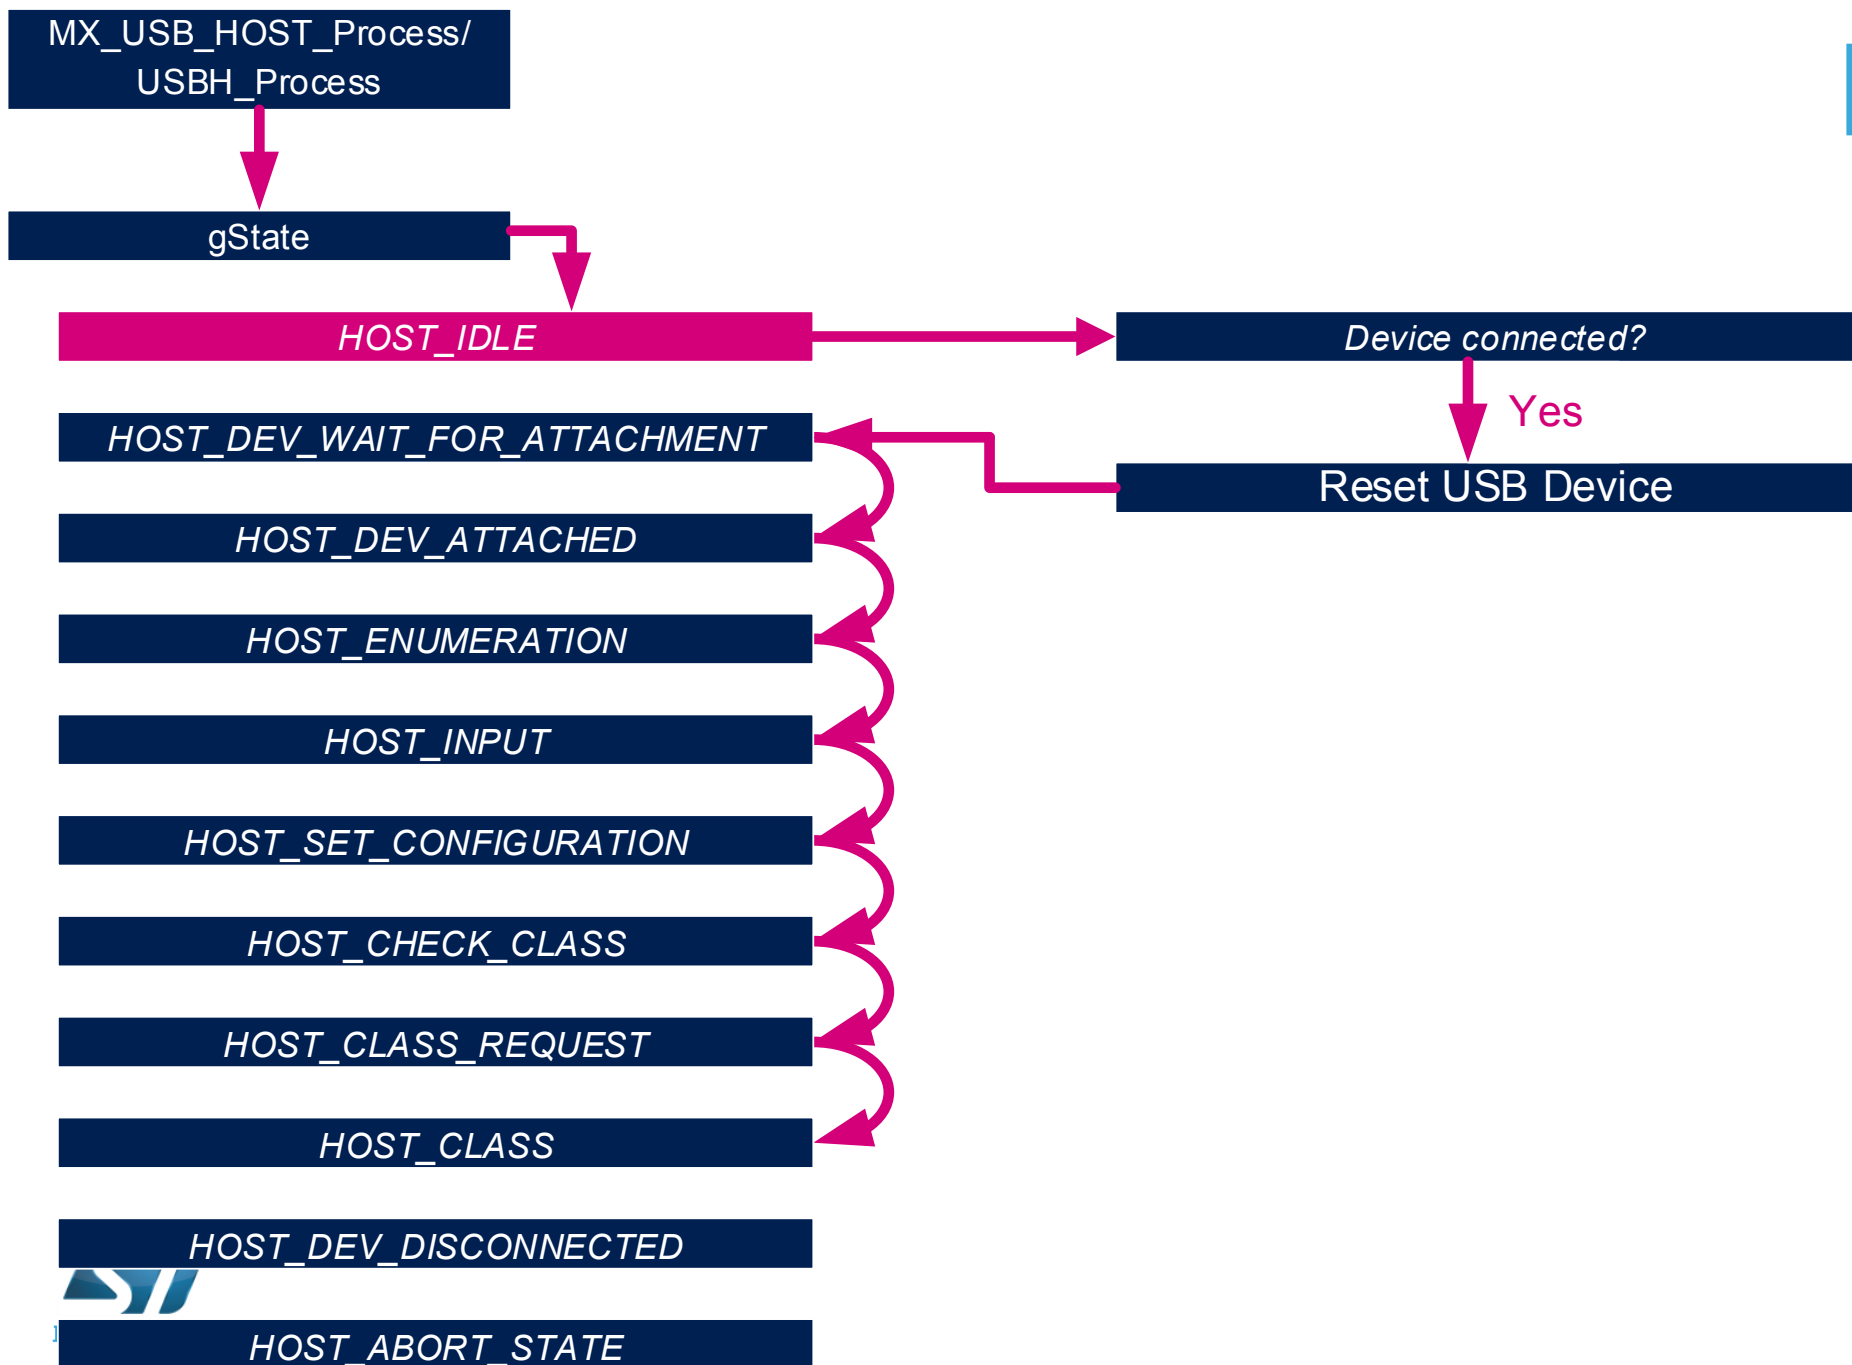 MX_USB_HOST_Process/
USBH_Process
gState
HOST_IDLE
Device connected?
Yes
HOST_DEV_WAIT_FOR_ATTACHMENT
Reset USB Device
HOST_DEV_ATTACHED
HOST_ENUMERATION
HOST_INPUT
HOST_SET_CONFIGURATION
HOST_CHECK_CLASS
HOST_CLASS_REQUEST
HOST_CLASS
HOST_DEV_DISCONNECTED
HOST_ABORT_STATE